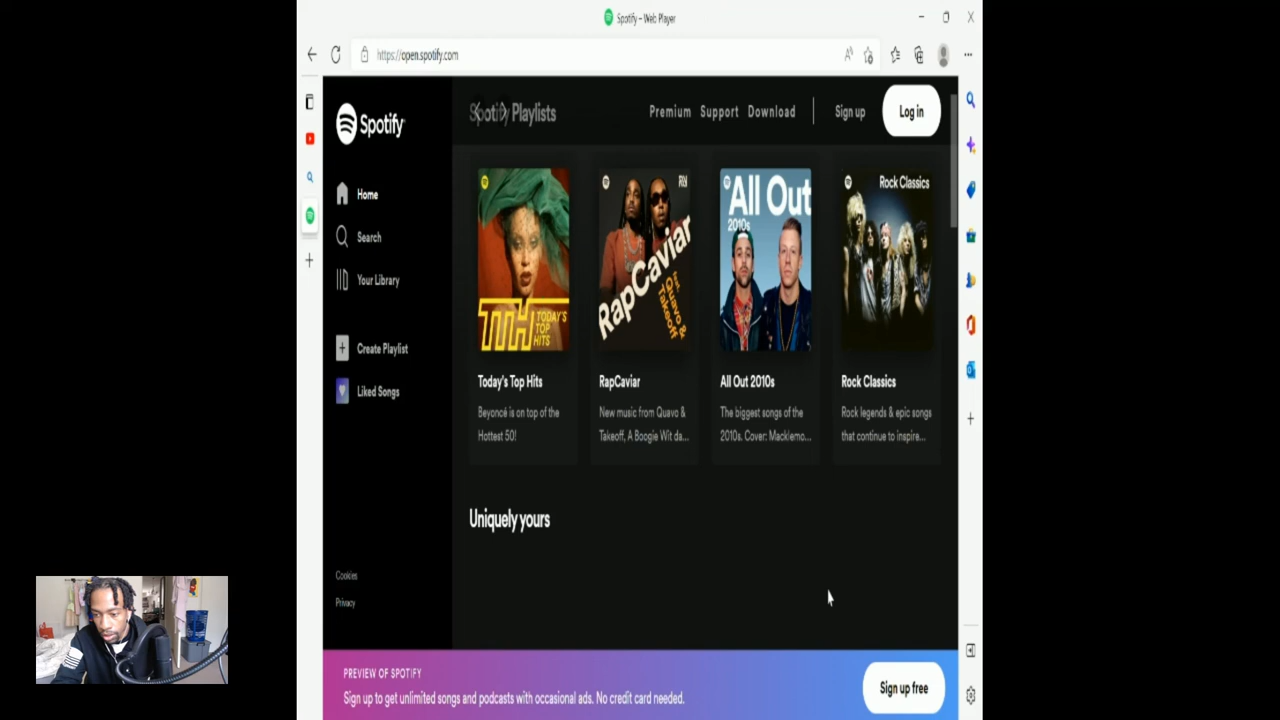 Spotify - Web Player
https://open.spotify.com
Spotify
Spotify Playlists
Premium
Support
Download
Sign up
Log in
Home
Search
Your Library
Create Playlist
Liked Songs
TODAY'S
TOP
HITS
RapCaviar
feat.
Quavo &
Takeoff
All Out
2010s
Rock Classics
Today's Top Hits
Beyoncé is on top of the
Hottest 50!
RapCaviar
New music from Quavo &
Takeoff, A Boogie Wit da...
All Out 2010s
The biggest songs of the
2010s. Cover: Macklemo...
Rock Classics
Rock legends & epic songs
that continue to inspire...
Uniquely yours
Cookies
Privacy
PREVIEW OF SPOTIFY
Sign up to get unlimited songs and podcasts with occasional ads. No credit card needed.
Sign up free